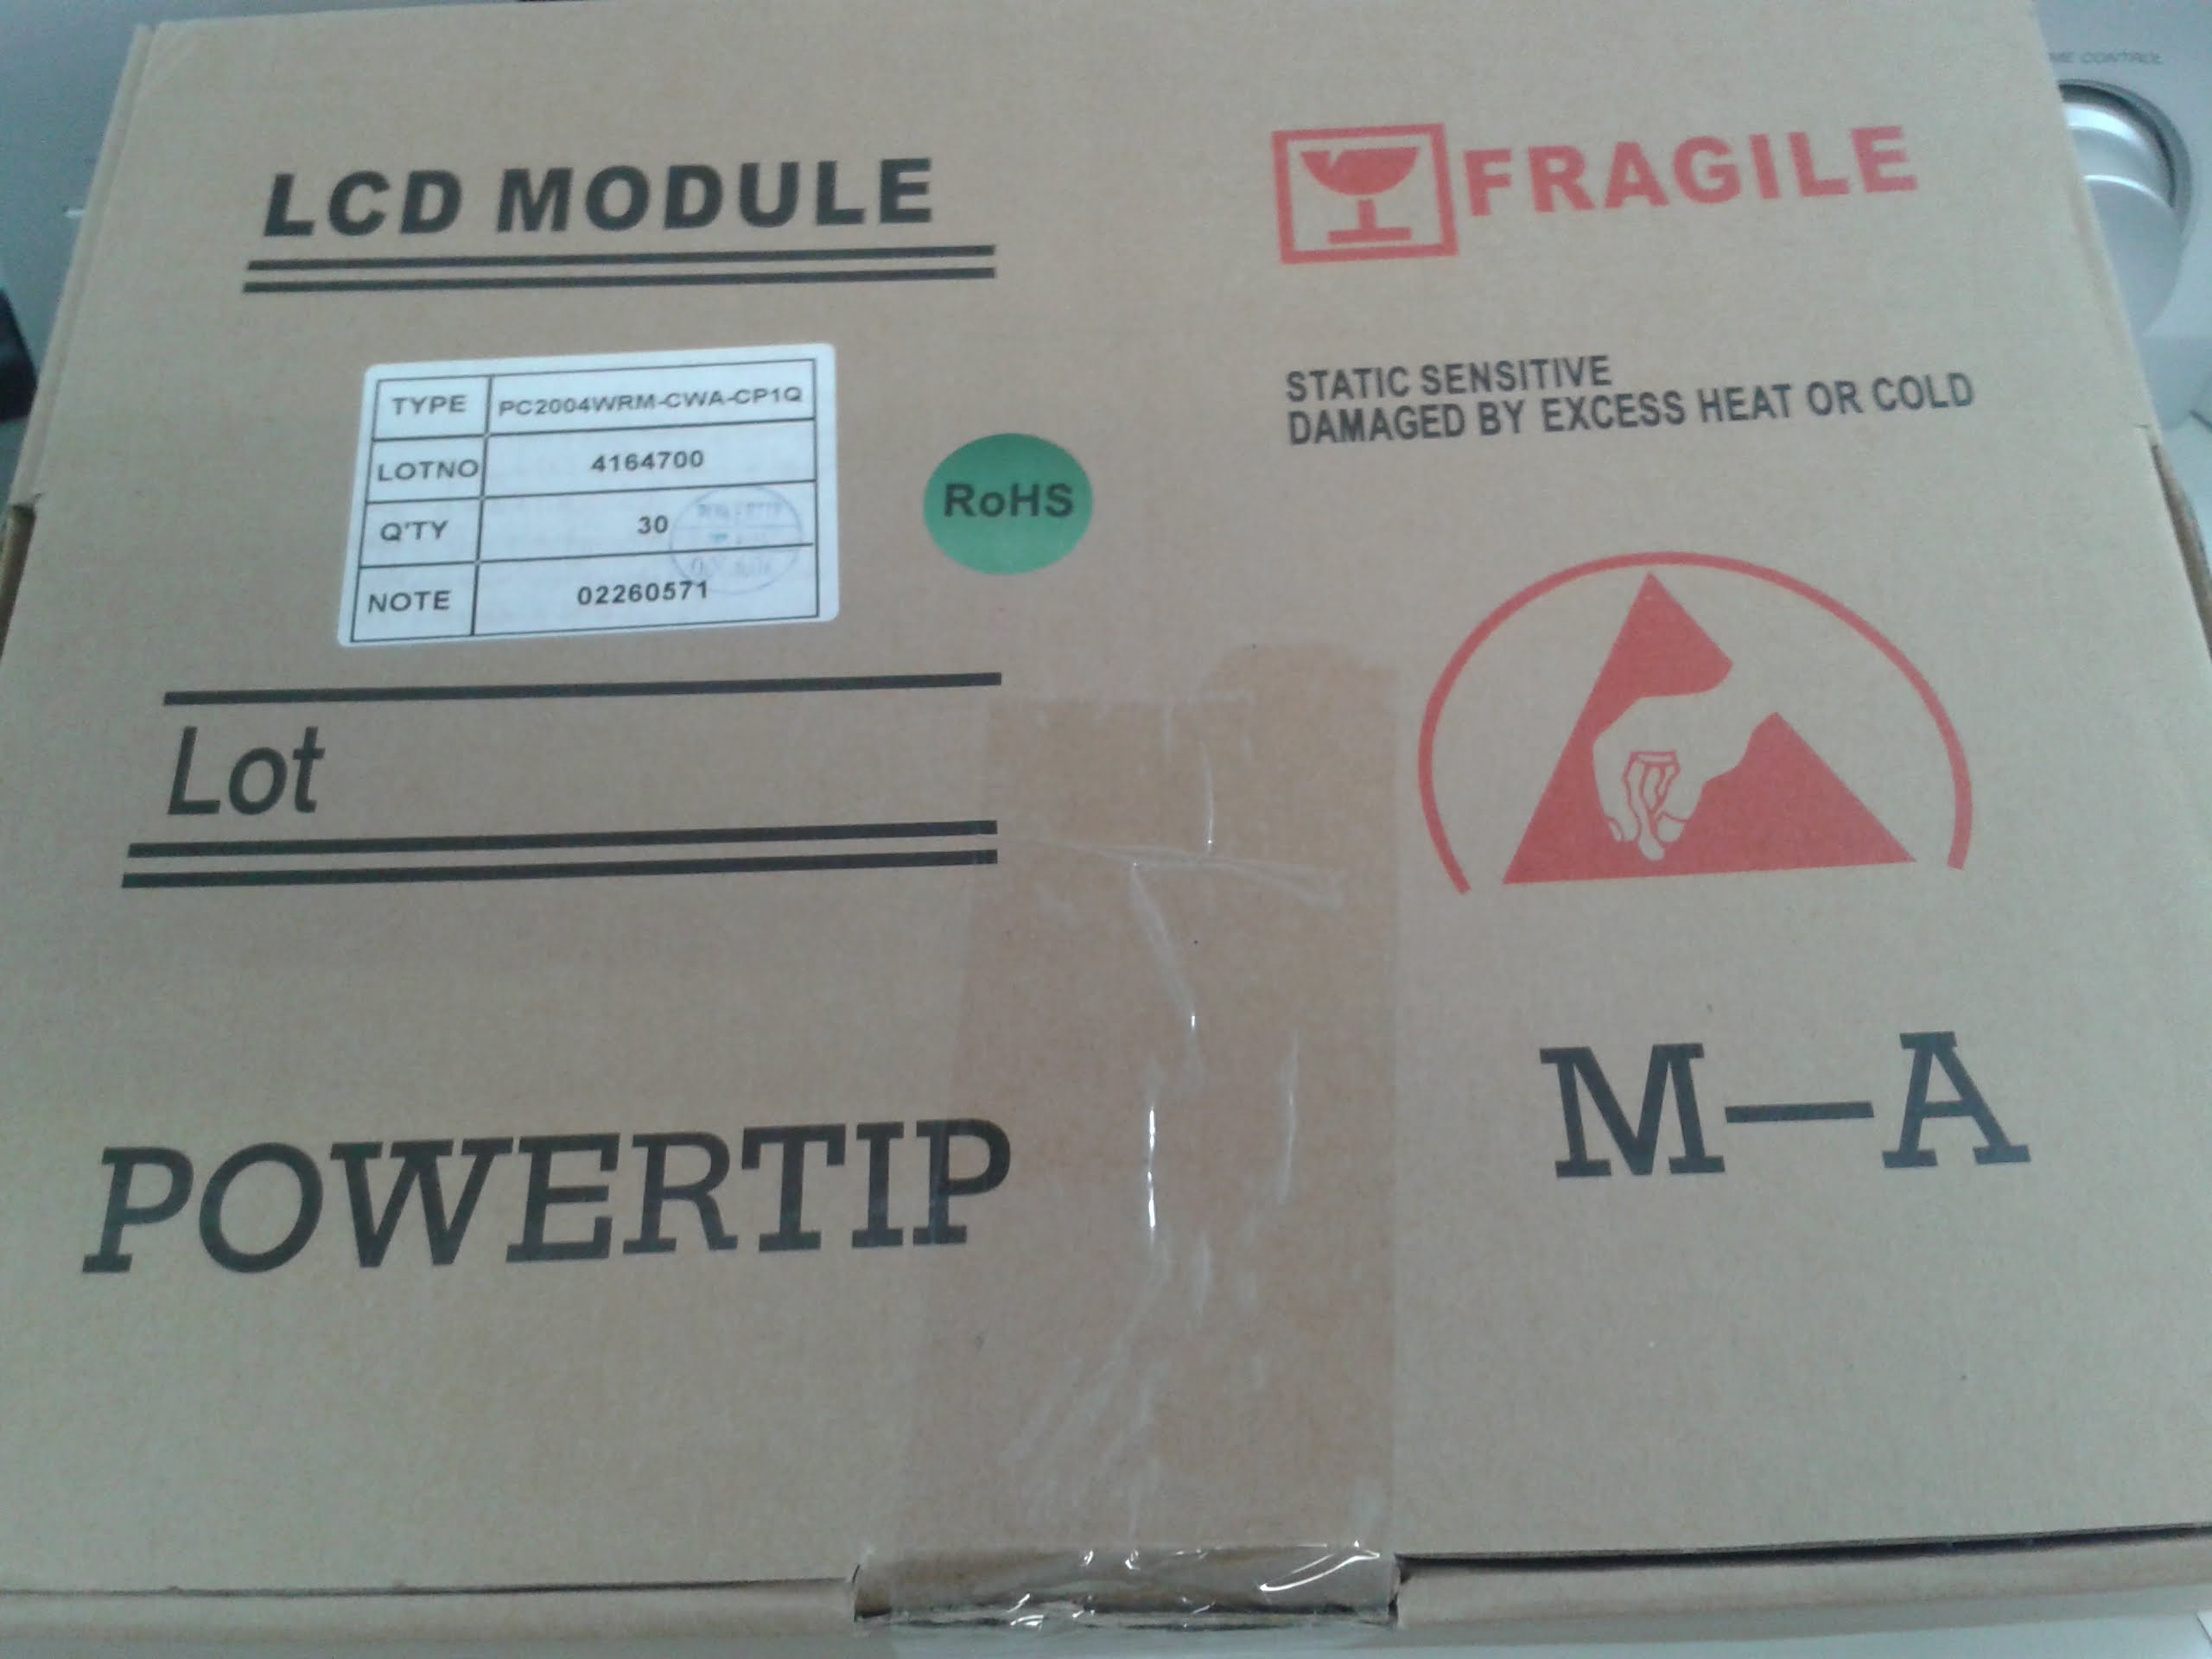 LCD MODULE
FRAGILE
STATIC SENSITIVE
DAMAGED BY EXCESS HEAT OR COLD
TYPE PC2004WRM-CWA-CP1Q
LOTNO 4164700
Q'TY 30
NOTE 02260571
RoHS
Lot
POWERTIP
M—A
CONTROL